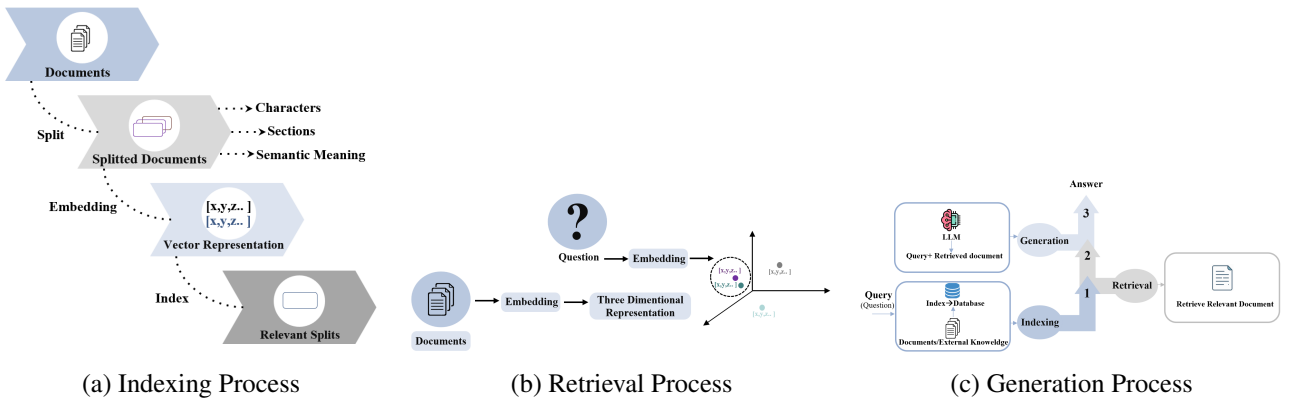 Documents
Split
Characters
Sections
Semantic Meaning
Splitted Documents
Embedding
[x,y,z.. ]
[x,y,z.. ]
Vector Representation
Index
Relevant Splits
(a) Indexing Process
?
Question
Embedding
Documents
Embedding
Three Dimentional
Representation
[x,y,z.. ]
[x,y,z.. ]
[x,y,z.. ]
[x,y,z.. ]
(b) Retrieval Process
Answer
3
2
1
LLM
Query+ Retrieved document
Generation
Retrieval
Retrieve Relevant Document
Query
(Question)
Index Database
Documents/External Knoweldge
Indexing
(c) Generation Process